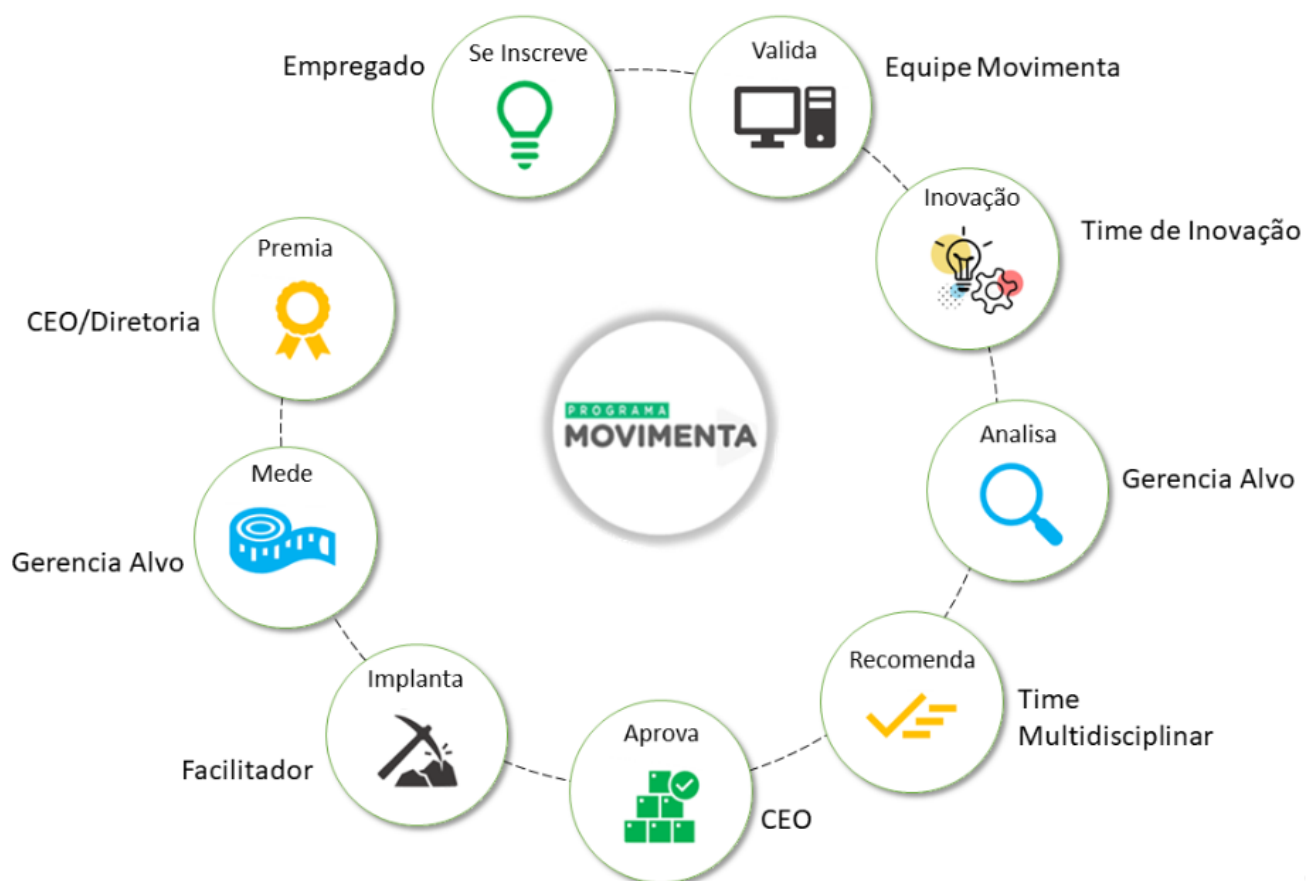 Se Inscreve
Empregado
Valida
Equipe Movimenta
Inovação
Time de Inovação
Analisa
Gerencia Alvo
Recomenda
Time
Multidisciplinar
Aprova
CEO
Implanta
Facilitador
Mede
Gerencia Alvo
Premia
CEO/Diretoria
PROGRAMA
MOVIMENTA